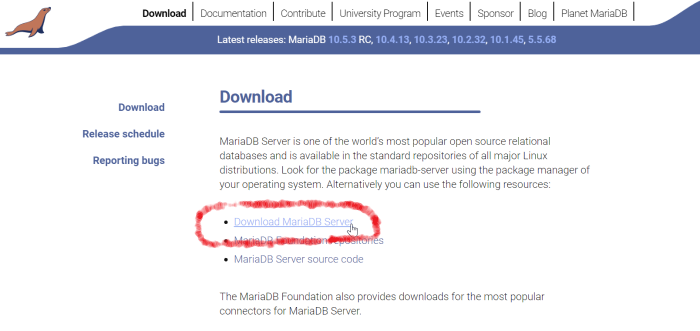 Download Documentation Contribute University Program Events Sponsor Blog Planet MariaDB
Latest releases: MariaDB 10.5.3 RC, 10.4.13, 10.3.23, 10.2.32, 10.1.45, 5.5.68
Download
Release schedule
Reporting bugs
Download
MariaDB Server is one of the world's most popular open source relational
databases and is available in the standard repositories of all major Linux
distributions. Look for the package mariadb-server using the package manager of
your operating system. Alternatively you can use the following resources:
• Download MariaDB Server
• MariaDB Foundation repositories
• MariaDB Server source code
The MariaDB Foundation also provides downloads for the most popular
connectors for MariaDB Server.